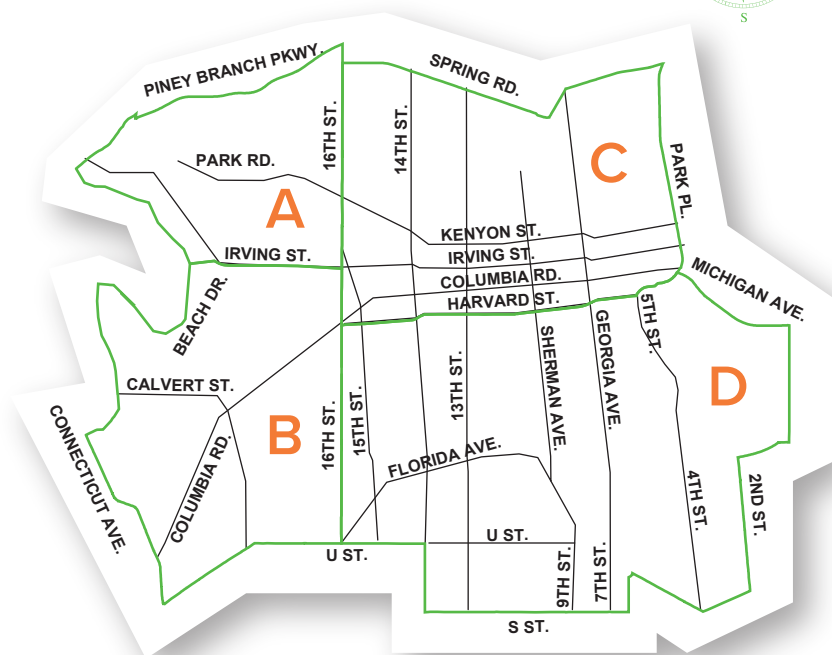 S
PINEY BRANCH PKWY.
SPRING RD.
16TH ST.
14TH ST.
PARK RD.
C
PARK PL.
A
KENYON ST.
IRVING ST.
IRVING ST.
COLUMBIA RD.
HARVARD ST.
MICHIGAN AVE.
BEACH DR.
5TH ST.
SHERMAN AVE.
GEORGIA AVE.
CALVERT ST.
13TH ST.
D
CONNECTICUT AVE.
COLUMBIA RD.
B
16TH ST.
15TH ST.
FLORIDA AVE.
4TH ST.
2ND ST.
U ST.
U ST.
9TH ST.
7TH ST.
S ST.